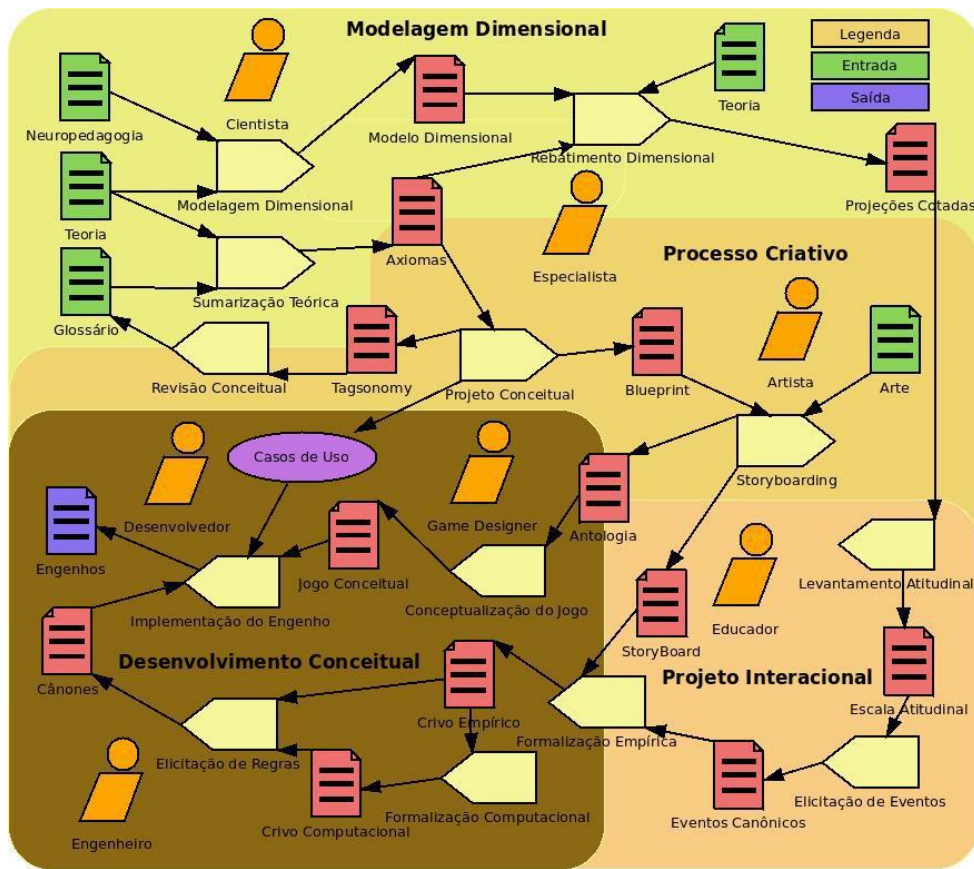 Modelagem Dimensional
Legenda
Entrada
Saída
Neuropedagogia
Cientista
Modelo Dimensional
Teoria
Rebatimento Dimensional
Modelagem Dimensional
Projeções Cotadas
Teoria
Axiomas
Especialista
Processo Criativo
Sumarização Teórica
Glossário
Revisão Conceitual
Tagsonomy
Projeto Conceitual
Blueprint
Artista
Arte
Casos de Uso
Storyboarding
Desenvolvedor
Game Designer
Antologia
Engenhos
Jogo Conceitual
Conceptualização do Jogo
Levantamento Atitudinal
Implementação do Engenho
Educador
StoryBoard
Desenvolvimento Conceitual
Projeto Interacional
Cânones
Crivo Empírico
Escala Atitudinal
Formalização Empírica
Elicitação de Regras
Elicitação de Eventos
Formalização Computacional
Eventos Canônicos
Crivo Computacional
Engenheiro